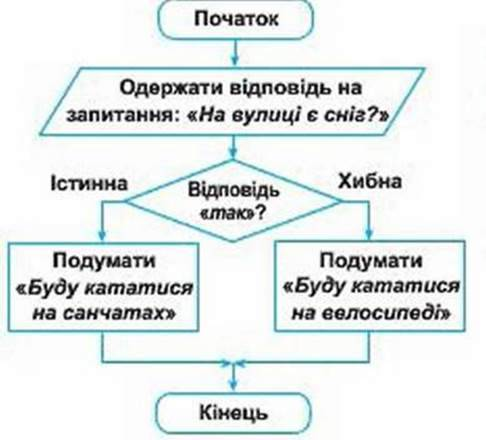 Початок
Одержати відповідь на
запитання: «На вулиці є сніг?»
Істинна
Відповідь
«так»?
Хибна
Подумати
«Буду кататися
на санчатах»
Подумати
«Буду кататися
на велосипеді»
Кінець